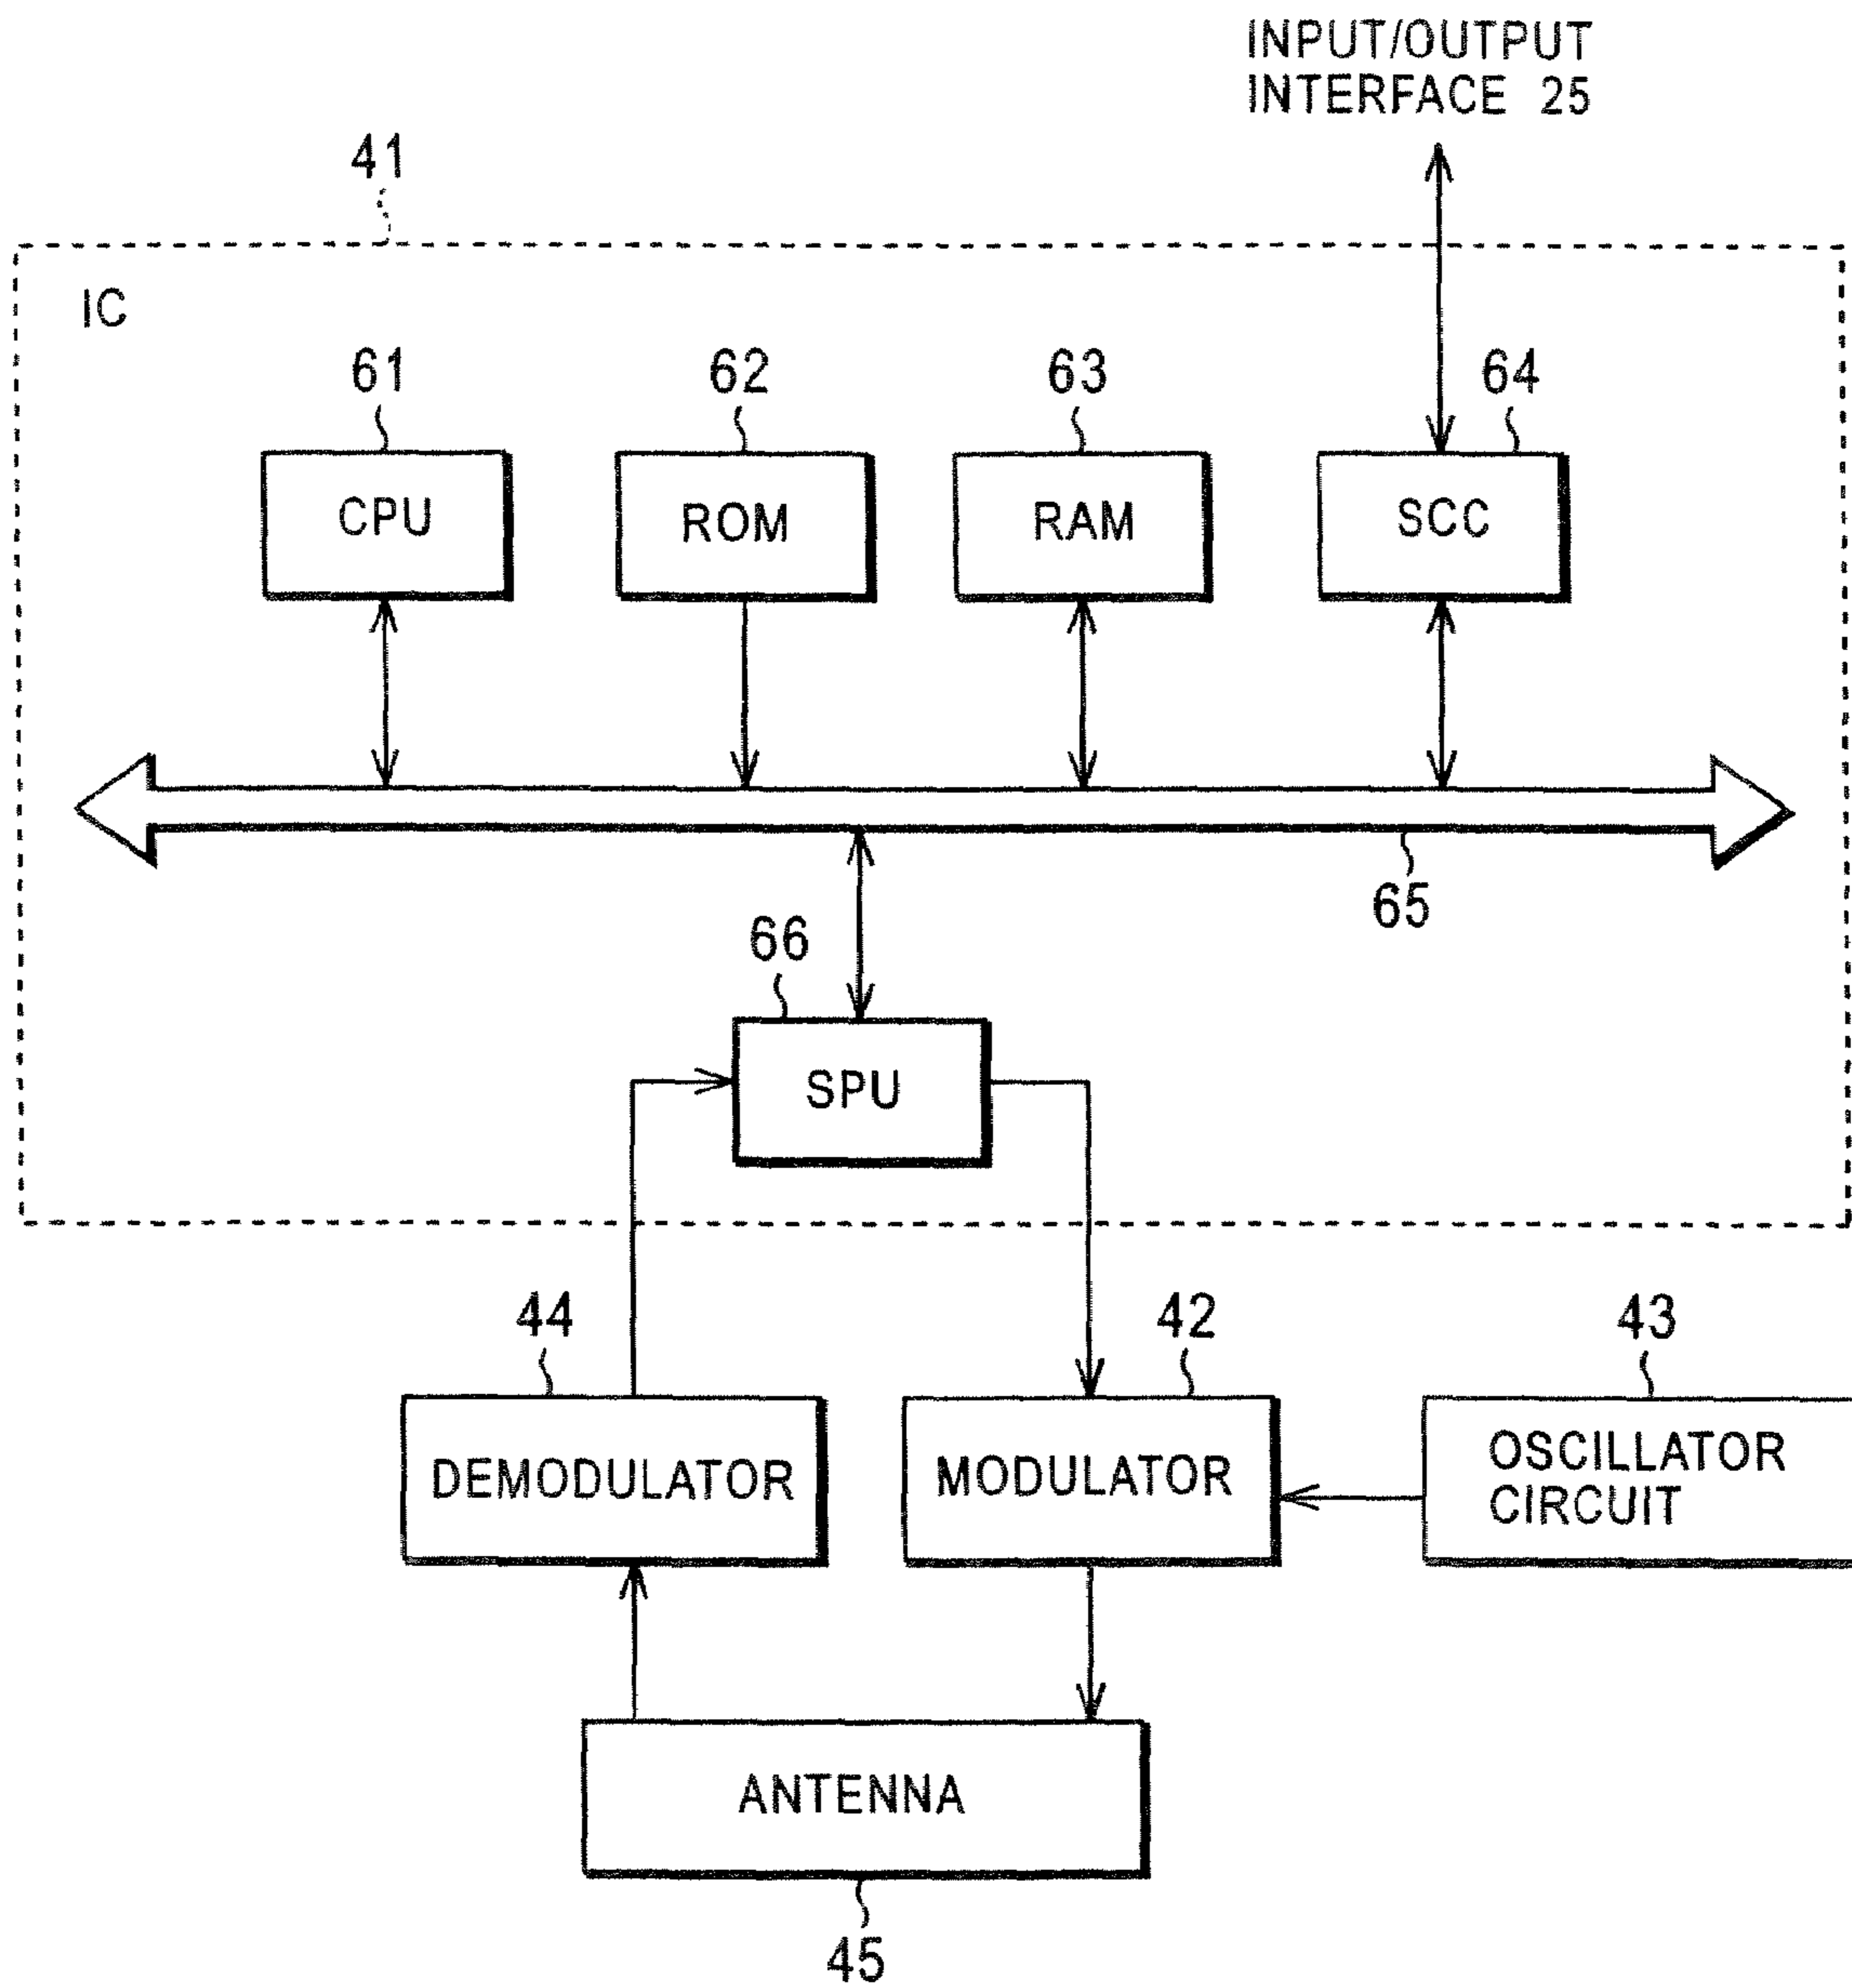 INPUT/OUTPUT
INTERFACE 25
41
IC
61
62
63
64
CPU
ROM
RAM
SCC
65
66
SPU
44
42
43
DEMODULATOR
MODULATOR
OSCILLATOR
CIRCUIT
ANTENNA
45